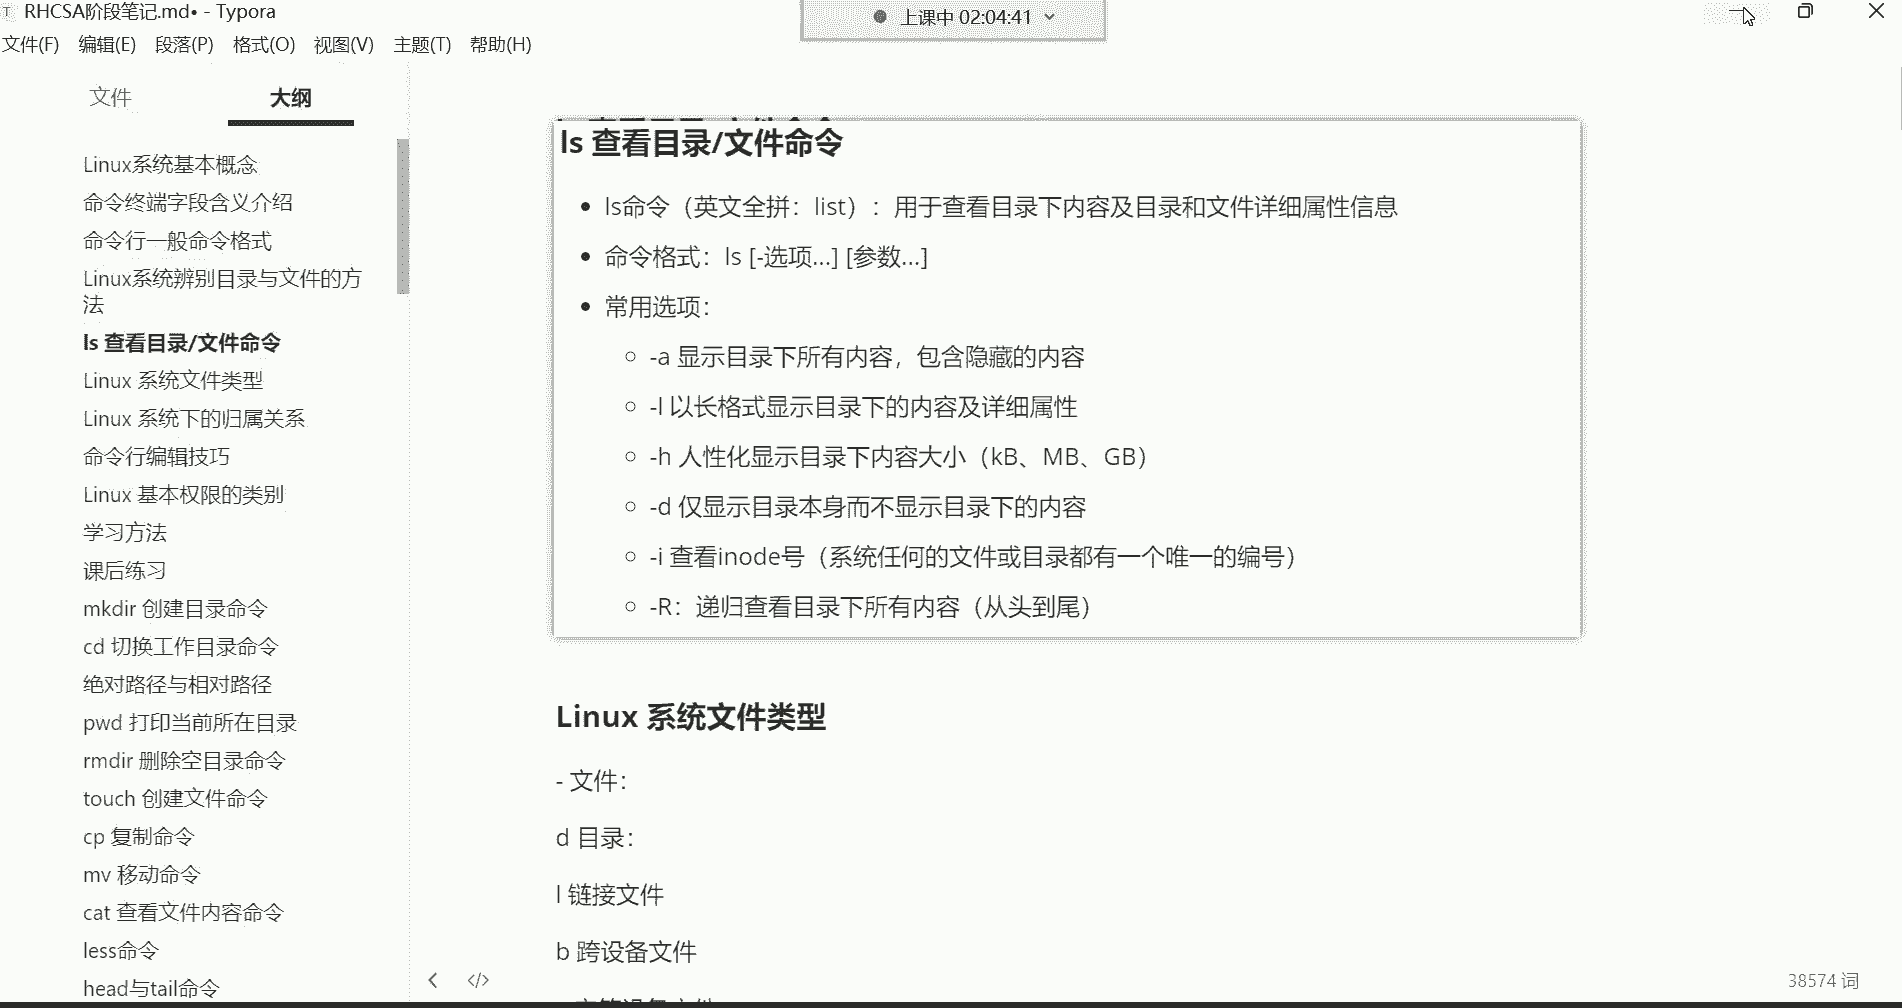 RHCSA阶段笔记.md• - Typora
上课中 02:04:41
文件(F) 编辑(E) 段落(P) 格式(O) 视图(V) 主题(T) 帮助(H)
文件 大纲
Linux系统基本概念
命令终端字段含义介绍
命令行一般命令格式
Linux系统辨别目录与文件的方
法
ls 查看目录/文件命令
Linux 系统文件类型
Linux 系统下的归属关系
命令行编辑技巧
Linux 基本权限的类别
学习方法
课后练习
mkdir 创建目录命令
cd 切换工作目录命令
绝对路径与相对路径
pwd 打印当前所在目录
rmdir 删除空目录命令
touch 创建文件命令
cp 复制命令
mv 移动命令
cat 查看文件内容命令
less命令
head与tail命令
ls 查看目录/文件命令
ls命令（英文全拼：list）：用于查看目录下内容及目录和文件详细属性信息
命令格式：ls [-选项...] [参数...]
常用选项：
-a 显示目录下所有内容，包含隐藏的内容
-l 以长格式显示目录下的内容及详细属性
-h 人性化显示目录下内容大小（kB、MB、GB）
-d 仅显示目录本身而不显示目录下的内容
-i 查看inode号（系统任何的文件或目录都有一个唯一的编号）
-R：递归查看目录下所有内容（从头到尾）
Linux 系统文件类型
- 文件：
d 目录：
l 链接文件
b 跨设备文件
38574 词